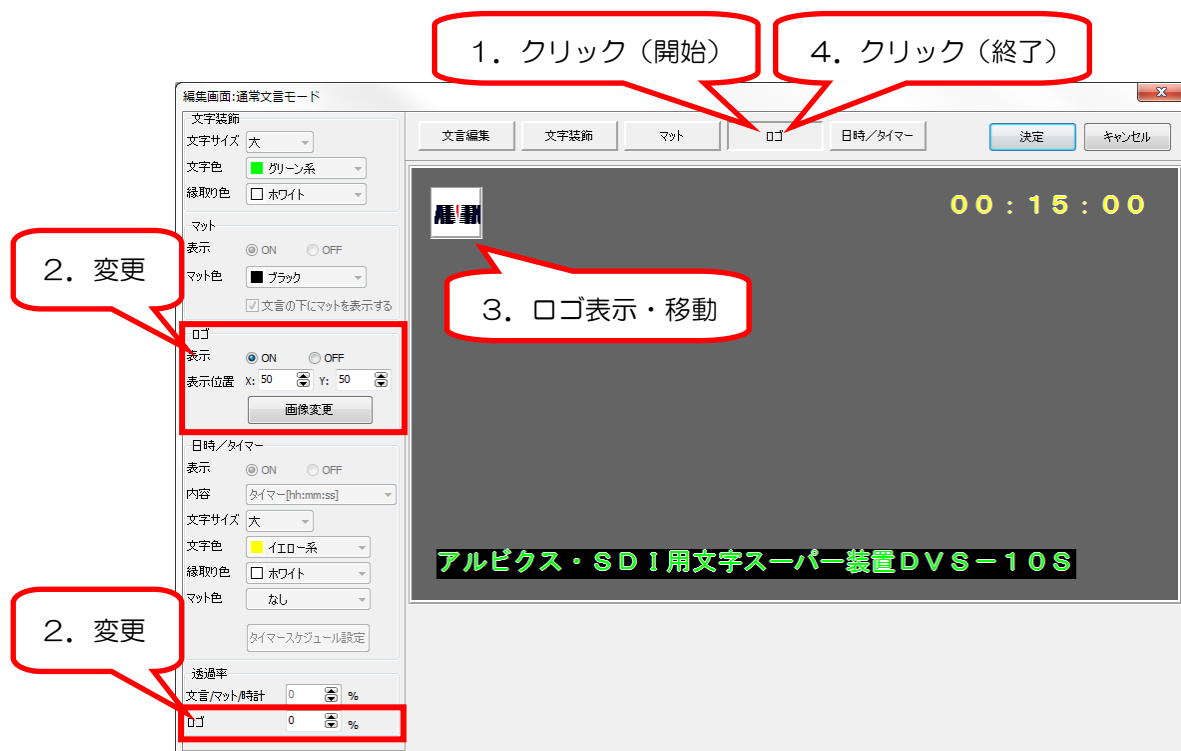 1. クリック（開始）
4. クリック（終了）
編集画面:通常文言モード
文字装飾
文字サイズ 大
文字色 グリーン系
縁取り色 ホワイト
マット
表示 ON OFF
マット色 ブラック
文言の下にマットを表示する
2. 変更
ロゴ
表示 ON OFF
表示位置 X: 50 Y: 50
画像変更
日時／タイマー
表示 ON OFF
内容 タイマー[hh:mm:ss]
文字サイズ 大
文字色 イエロー系
縁取り色 ホワイト
マット色 なし
タイマースケジュール設定
2. 変更
透過率
文言/マット/時計 0 %
ロゴ 0 %
文言編集 文字装飾 マット ロゴ 日時／タイマー 決定 キャンセル
ALVIX
００：１５：００
3. ロゴ表示・移動
アルビクス・ＳＤＩ用文字スーパー装置ＤＶＳ－１０Ｓ